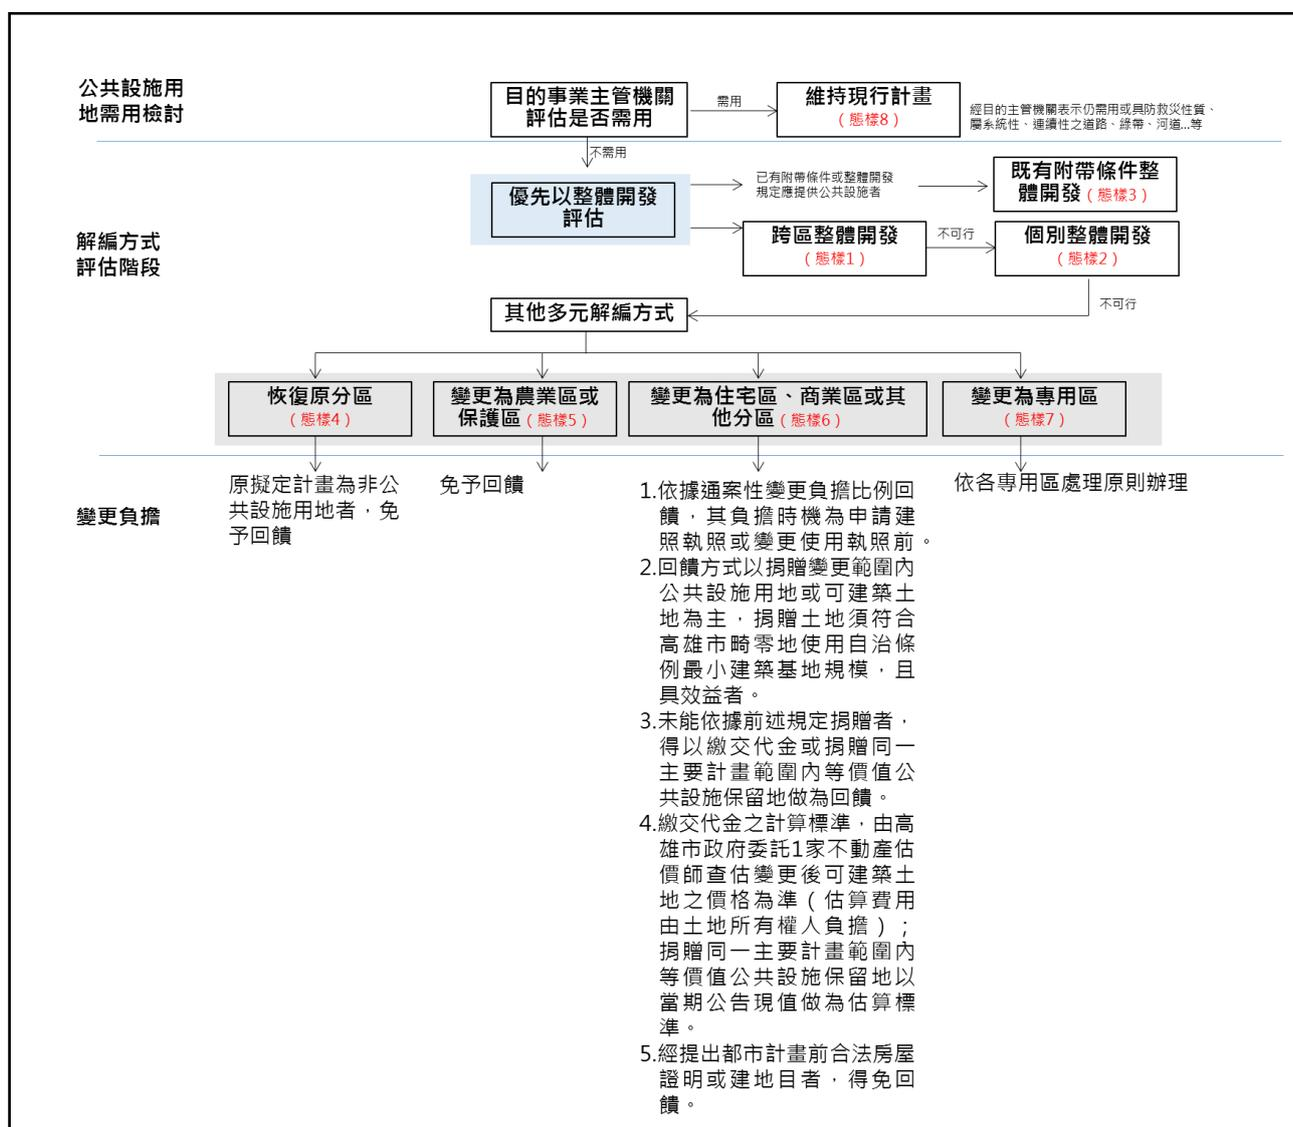 公共設施用
地需用檢討
目的事業主管機關
評估是否需用
需用
維持現行計畫
（態樣8）
經目的主管機關表示仍需用或具防救災性質、
屬系統性、連續性之道路、綠帶、河道...等
不需用
解編方式
評估階段
優先以整體開發
評估
已有附帶條件或整體開發
規定應提供公共設施者
既有附帶條件整
體開發（態樣3）
跨區整體開發
（態樣1）
不可行
個別整體開發
（態樣2）
不可行
其他多元解編方式
恢復原分區
（態樣4）
變更為農業區或
保護區（態樣5）
變更為住宅區、商業區或其
他分區（態樣6）
變更為專用區
（態樣7）
變更負擔
原擬定計畫為非公
共設施用地者，免
予回饋
免予回饋
1.依據通案性變更負擔比例回
饋，其負擔時機為申請建
照執照或變更使用執照前。
2.回饋方式以捐贈變更範圍內
公共設施用地或可建築土
地為主，捐贈土地須符合
高雄市畸零地使用自治條
例最小建築基地規模，且
具效益者。
3.未能依據前述規定捐贈者，
得以繳交代金或捐贈同一
主要計畫範圍內等價值公
共設施保留地做為回饋。
4.繳交代金之計算標準，由高
雄市政府委託1家不動產估
價師查估變更後可建築土
地之價格為準（估算費用
由土地所有權人負擔）；
捐贈同一主要計畫範圍內
等價值公共設施保留地以
當期公告現值做為估算標
準。
5.經提出都市計畫前合法房屋
證明或建地目者，得免回
饋。
依各專用區處理原則辦理